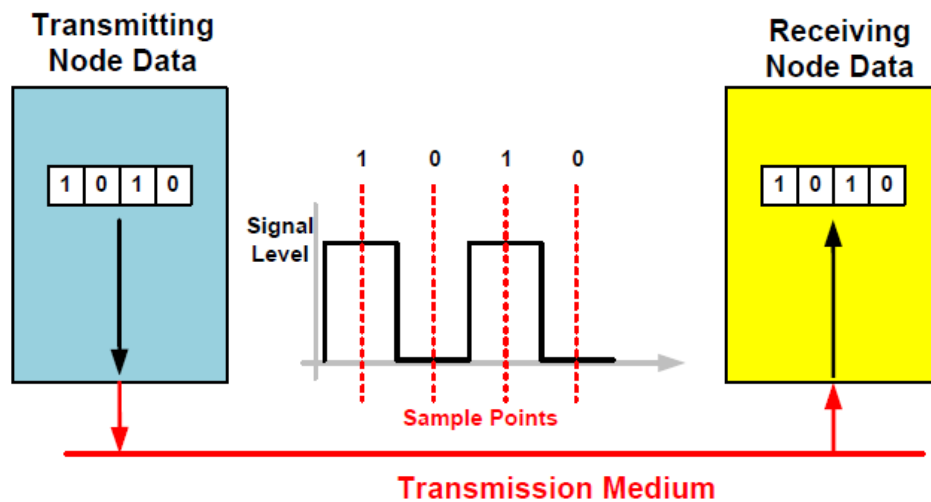 Transmitting
Node Data
1 0 1 0
Receiving
Node Data
1 0 1 0
1 0 1 0
Signal
Level
Sample Points
Transmission Medium